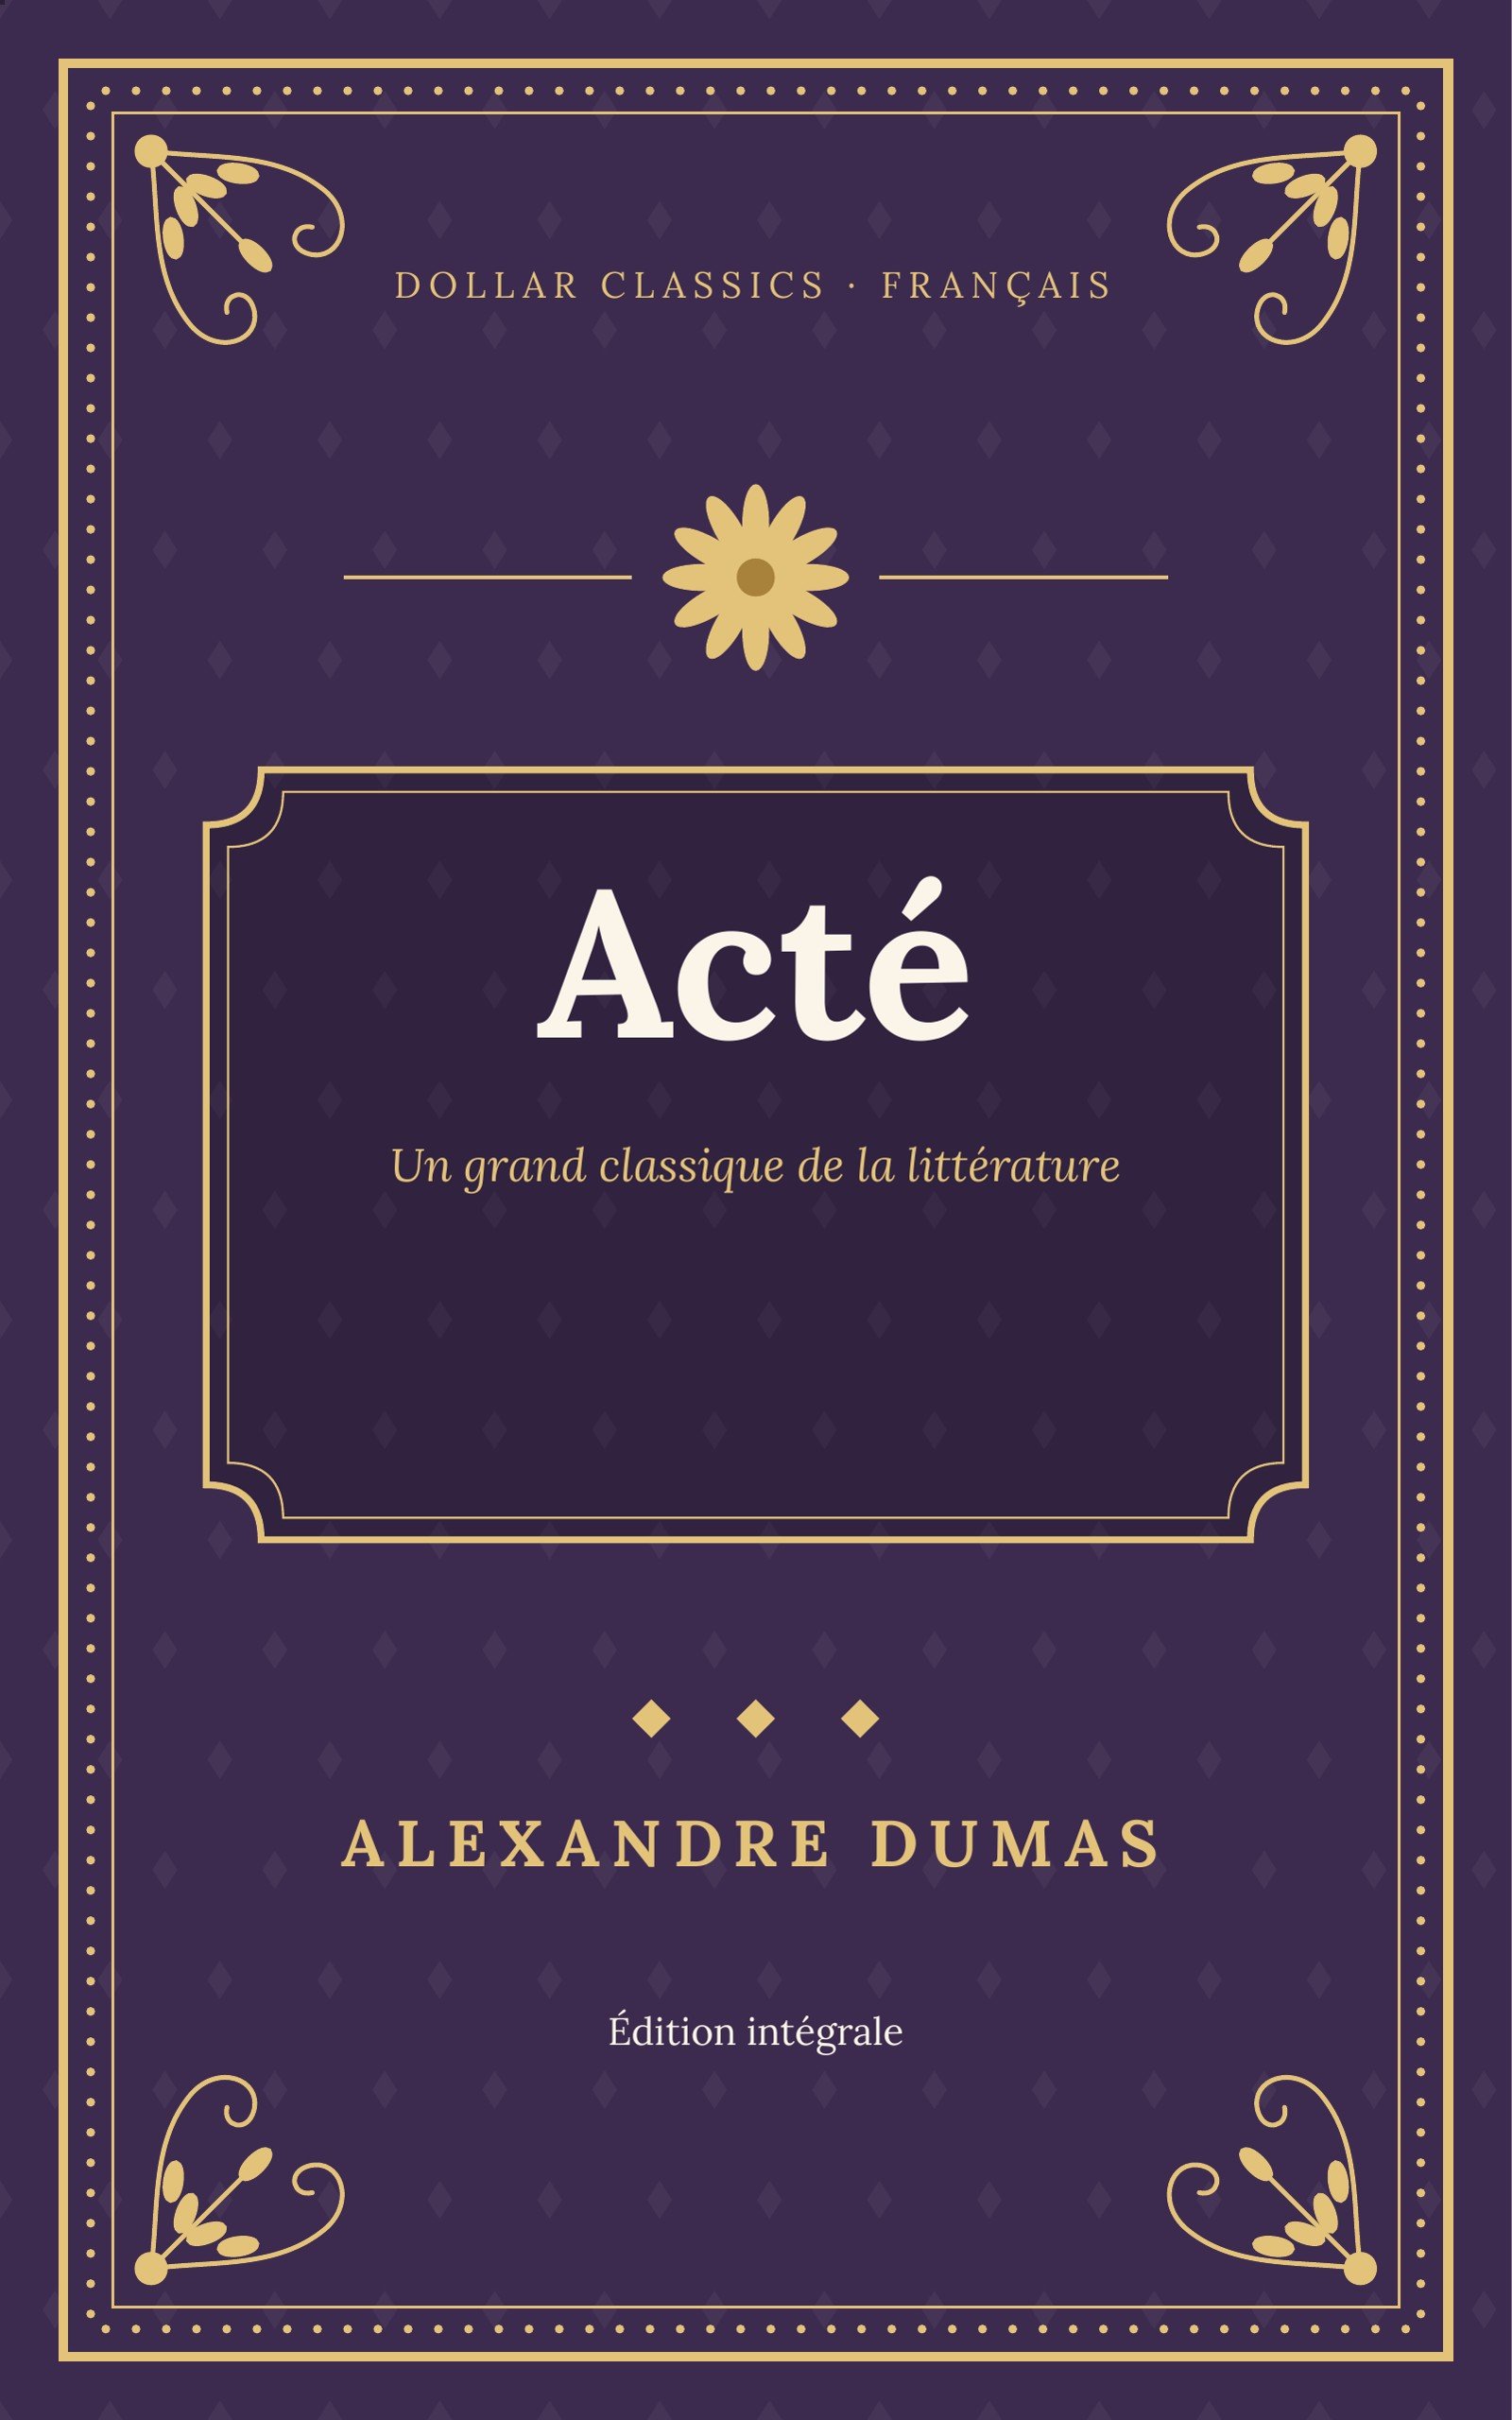 DOLLAR CLASSICS · FRANÇAIS
Acté
Un grand classique de la littérature
ALEXANDRE DUMAS
Édition intégrale